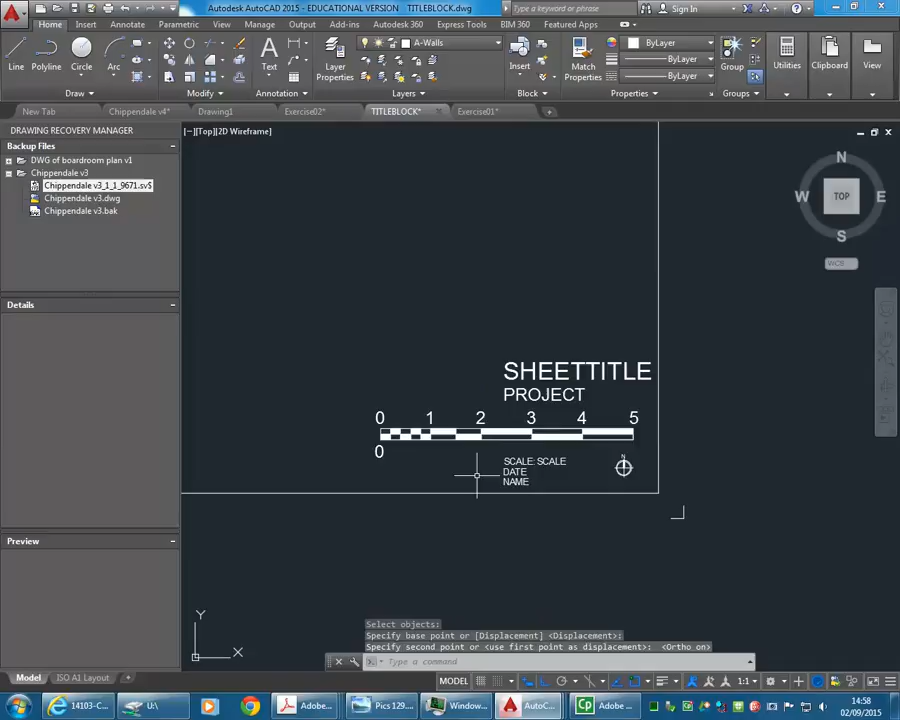 Autodesk AutoCAD 2015 - EDUCATIONAL VERSION TITLEBLOCK.dwg
Type a keyword or phrase
Sign In
Home Insert Annotate Parametric View Manage Output Add-ins Autodesk 360 Express Tools BIM 360 Featured Apps
Line Polyline Circle Arc Text Layer Properties A-Walls Insert Match Properties ByLayer ByLayer ByLayer Group Utilities Clipboard View
Draw Modify Annotation Layers Block Properties Groups
New Tab Chippendale v4* Drawing1 Exercise02* TITLEBLOCK* Exercise01*
DRAWING RECOVERY MANAGER
Backup Files
DWG of boardroom plan v1
Chippendale v3
Chippendale v3_1_1_9671.sv$
Chippendale v3.dwg
Chippendale v3.bak
Details
Preview
[−][Top][2D Wireframe]
N
W TOP E
S
WCS
SHEETTITLE
PROJECT
0 1 2 3 4 5
0
SCALE: SCALE
DATE
NAME
N
Y
X
Select objects:
Specify base point or [Displacement] <Displacement>:
Specify second point or <use first point as displacement>: <Ortho on>
Type a command
Model ISO A1 Layout
MODEL 1:1
14103-C... U:\ Adobe... Pics 129... Window... AutoC... Adobe ...
14:58
02/09/2015